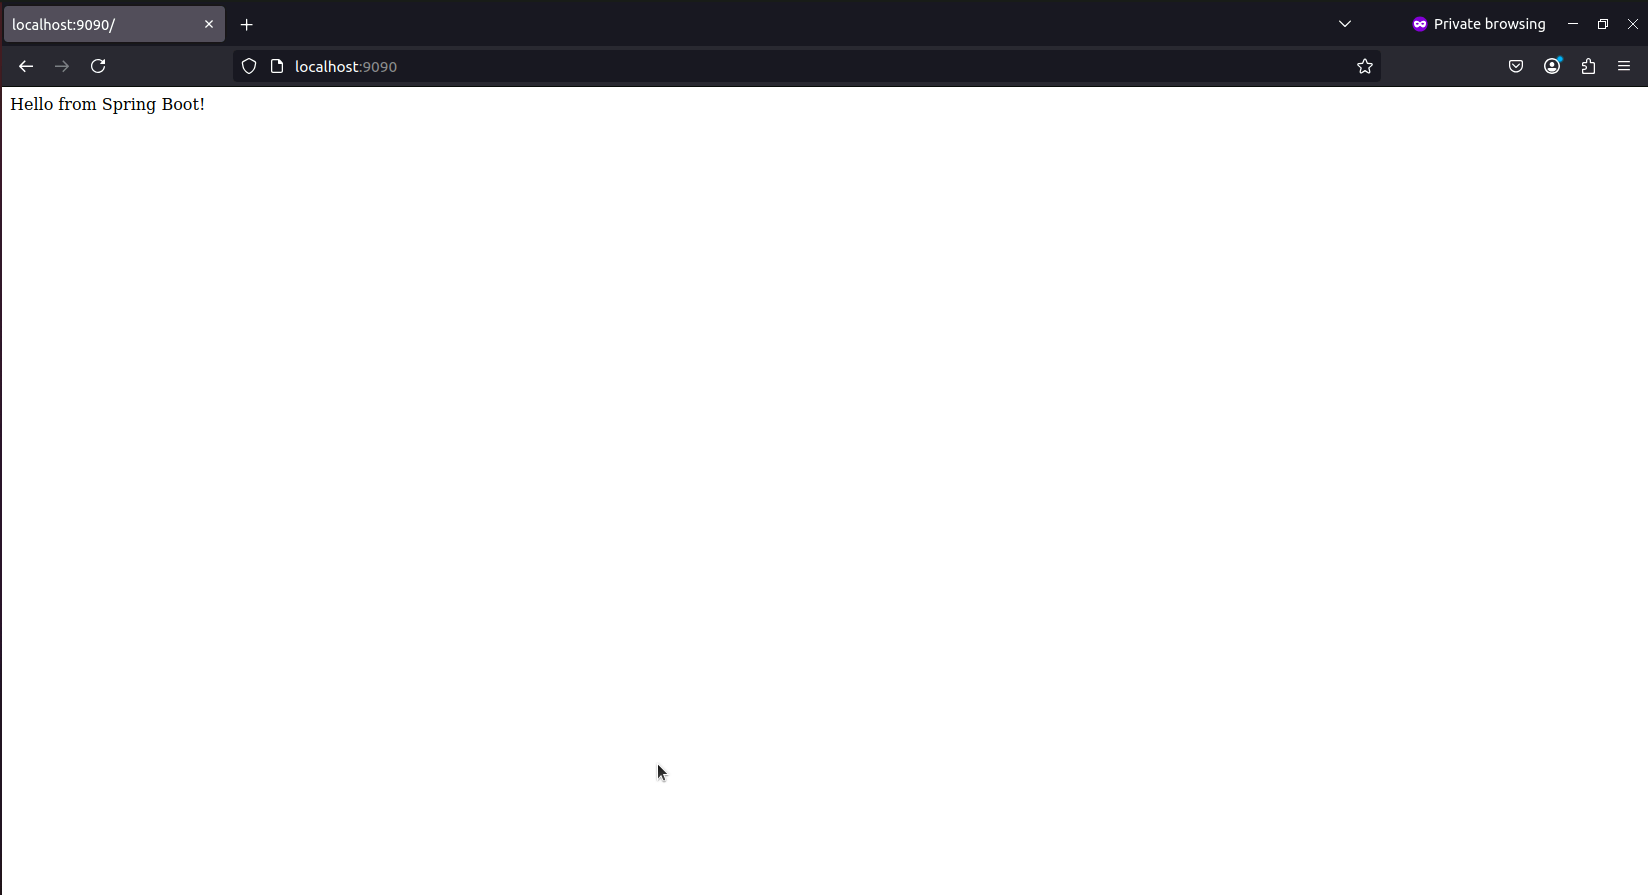 localhost:9090/
Private browsing
localhost:9090
Hello from Spring Boot!